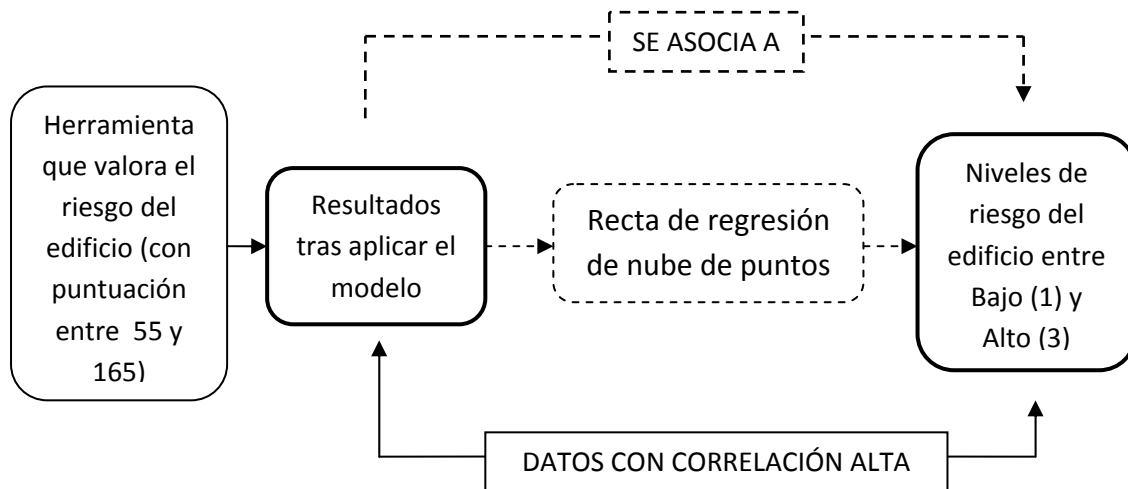 SE ASOCIA A
Herramienta
que valora el
riesgo del
edificio (con
puntuación
entre 55 y
165)
Resultados
tras aplicar el
modelo
Recta de regresión
de nube de puntos
Niveles de
riesgo del
edificio entre
Bajo (1) y
Alto (3)
DATOS CON CORRELACIÓN ALTA